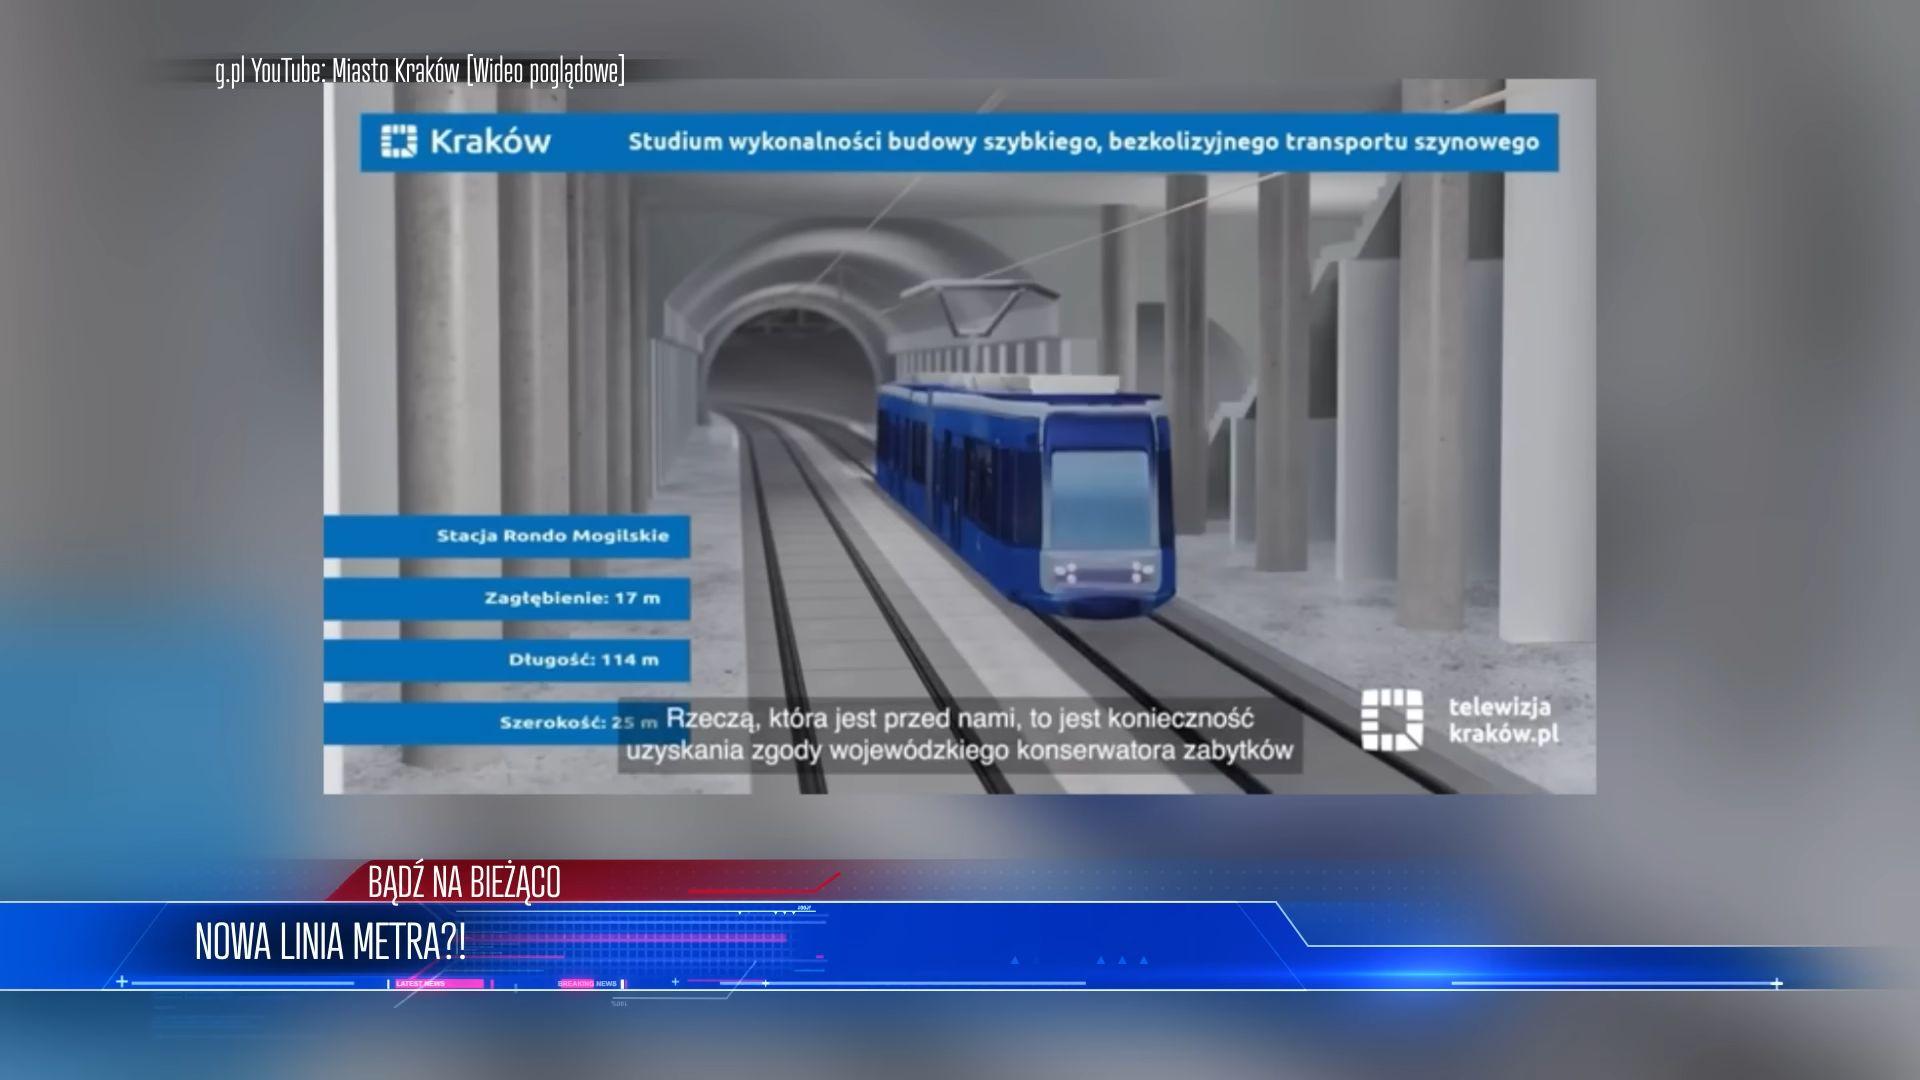 g.pl YouTube: Miasto Kraków [Wideo poglądowe]
Kraków
Studium wykonalności budowy szybkiego, bezkolizyjnego transportu szynowego
Stacja Rondo Mogilskie
Zagłębienie: 17 m
Długość: 114 m
Szerokość: 25 m
Rzeczą, która jest przed nami, to jest konieczność
uzyskania zgody wojewódzkiego konserwatora zabytków
telewizja
kraków.pl
BĄDŹ NA BIEŻĄCO
NOWA LINIA METRA?!
LATEST NEWS
BREAKING NEWS